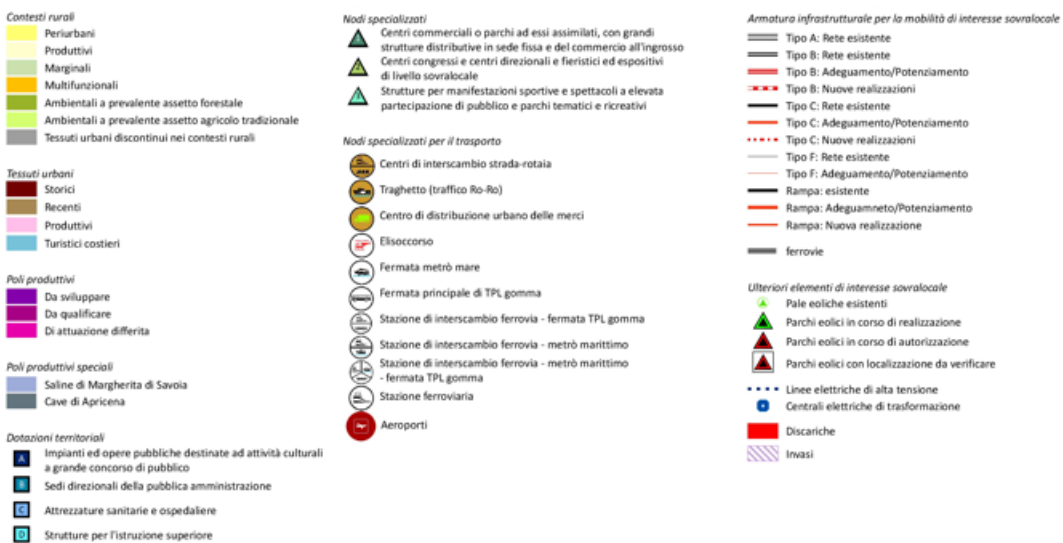 Contesti rurali
Periurbani
Produttivi
Marginali
Multifunzionali
Ambientali a prevalente assetto forestale
Ambientali a prevalente assetto agricolo tradizionale
Tessuti urbani discontinui nei contesti rurali
Tessuti urbani
Storici
Recenti
Produttivi
Turistici costieri
Poli produttivi
Da sviluppare
Da qualificare
Di attuazione differita
Poli produttivi speciali
Saline di Margherita di Savoia
Cave di Apricena
Dotazioni territoriali
A Impianti ed opere pubbliche destinate ad attività culturali
a grande concorso di pubblico
B Sedi direzionali della pubblica amministrazione
C Attrezzature sanitarie e ospedaliere
D Strutture per l'istruzione superiore
Nodi specializzati
1 Centri commerciali o parchi ad essi assimilati, con grandi
strutture distributive in sede fissa e del commercio all'ingrosso
2 Centri congressi e centri direzionali e fieristici ed espositivi
di livello sovralocale
3 Strutture per manifestazioni sportive e spettacoli a elevata
partecipazione di pubblico e parchi tematici e ricreativi
Nodi specializzati per il trasporto
Centri di interscambio strada-rotaia
Traghetto (traffico Ro-Ro)
Centro di distribuzione urbano delle merci
Elisoccorso
Fermata metrò mare
Fermata principale di TPL gomma
Stazione di interscambio ferrovia - fermata TPL gomma
Stazione di interscambio ferrovia - metrò marittimo
Stazione di interscambio ferrovia - metrò marittimo
- fermata TPL gomma
Stazione ferroviaria
Aeroporti
Armatura infrastrutturale per la mobilità di interesse sovralocale
Tipo A: Rete esistente
Tipo B: Rete esistente
Tipo B: Adeguamento/Potenziamento
Tipo B: Nuove realizzazioni
Tipo C: Rete esistente
Tipo C: Adeguamento/Potenziamento
Tipo C: Nuove realizzazioni
Tipo F: Rete esistente
Tipo F: Adeguamento/Potenziamento
Rampa: esistente
Rampa: Adeguamneto/Potenziamento
Rampa: Nuova realizzazione
ferrovie
Ulteriori elementi di interesse sovralocale
Pale eoliche esistenti
Parchi eolici in corso di realizzazione
Parchi eolici in corso di autorizzazione
Parchi eolici con localizzazione da verificare
Linee elettriche di alta tensione
Centrali elettriche di trasformazione
Discariche
Invasi